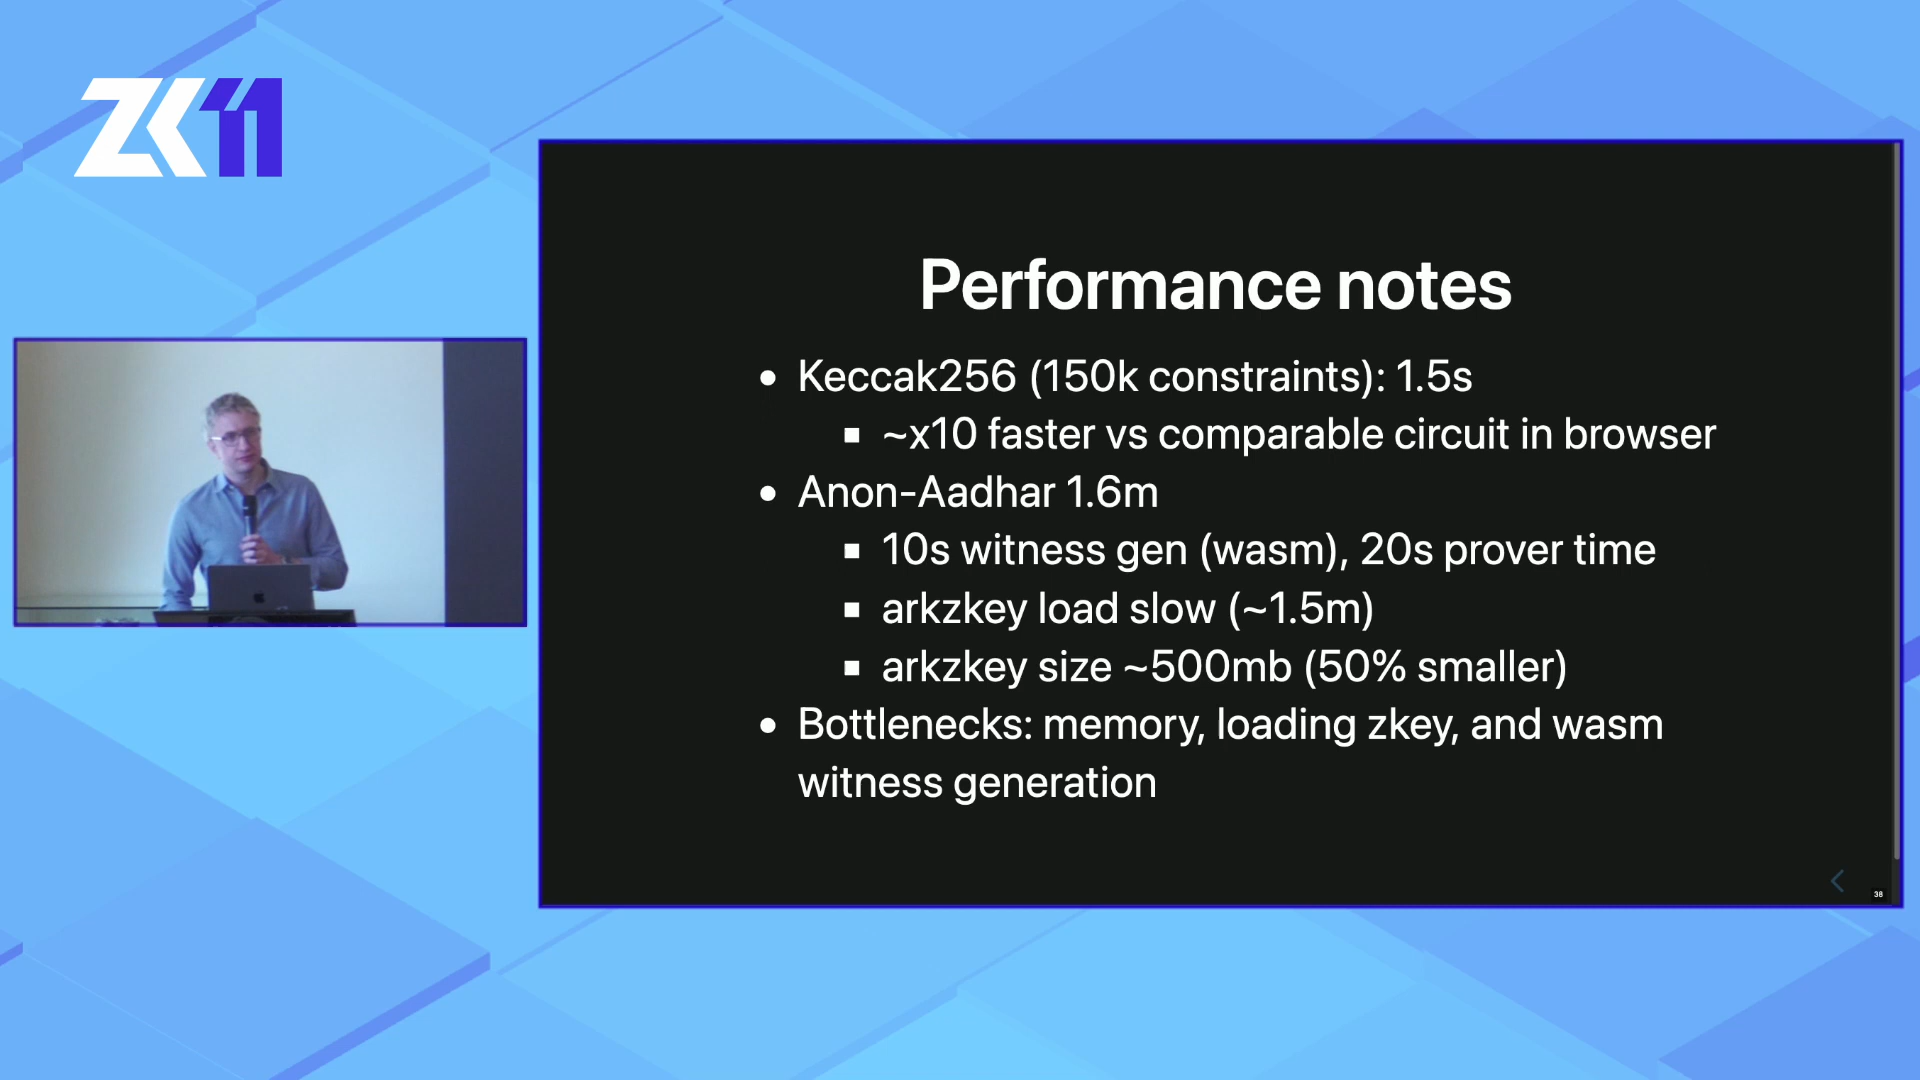 ZK11
Performance notes
• Keccak256 (150k constraints): 1.5s
▪ ~x10 faster vs comparable circuit in browser
• Anon-Aadhar 1.6m
▪ 10s witness gen (wasm), 20s prover time
▪ arkzkey load slow (~1.5m)
▪ arkzkey size ~500mb (50% smaller)
• Bottlenecks: memory, loading zkey, and wasm
witness generation
38